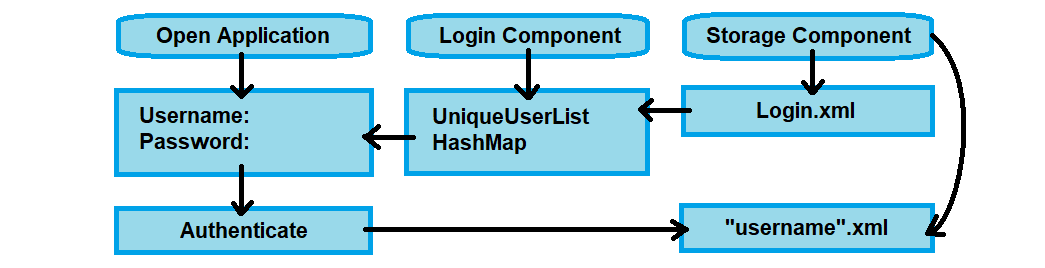 Open Application
Login Component
Storage Component
Username:
Password:
UniqueUserList
HashMap
Login.xml
Authenticate
"username".xml